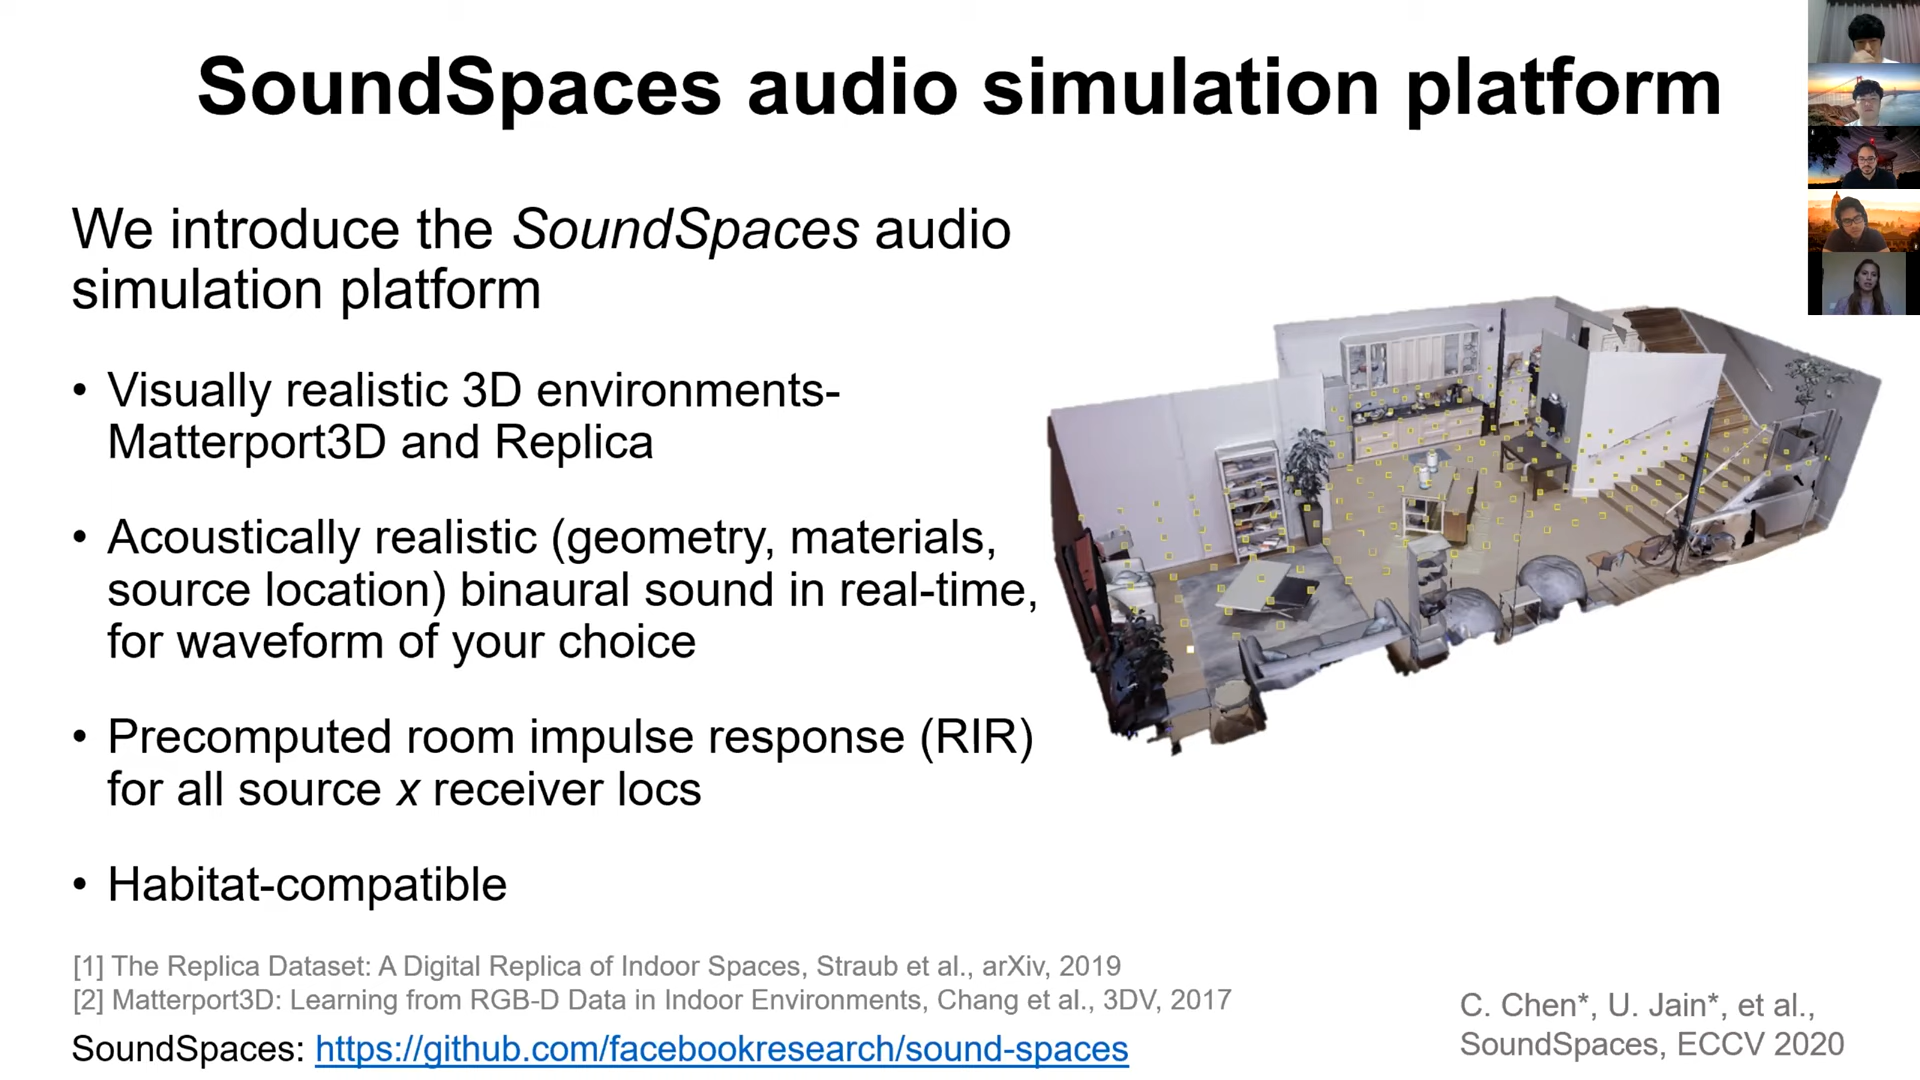 SoundSpaces audio simulation platform
We introduce the SoundSpaces audio
simulation platform
• Visually realistic 3D environments-
Matterport3D and Replica
• Acoustically realistic (geometry, materials,
source location) binaural sound in real-time,
for waveform of your choice
• Precomputed room impulse response (RIR)
for all source x receiver locs
• Habitat-compatible
[1] The Replica Dataset: A Digital Replica of Indoor Spaces, Straub et al., arXiv, 2019
[2] Matterport3D: Learning from RGB-D Data in Indoor Environments, Chang et al., 3DV, 2017
SoundSpaces: https://github.com/facebookresearch/sound-spaces
C. Chen*, U. Jain*, et al.,
SoundSpaces, ECCV 2020